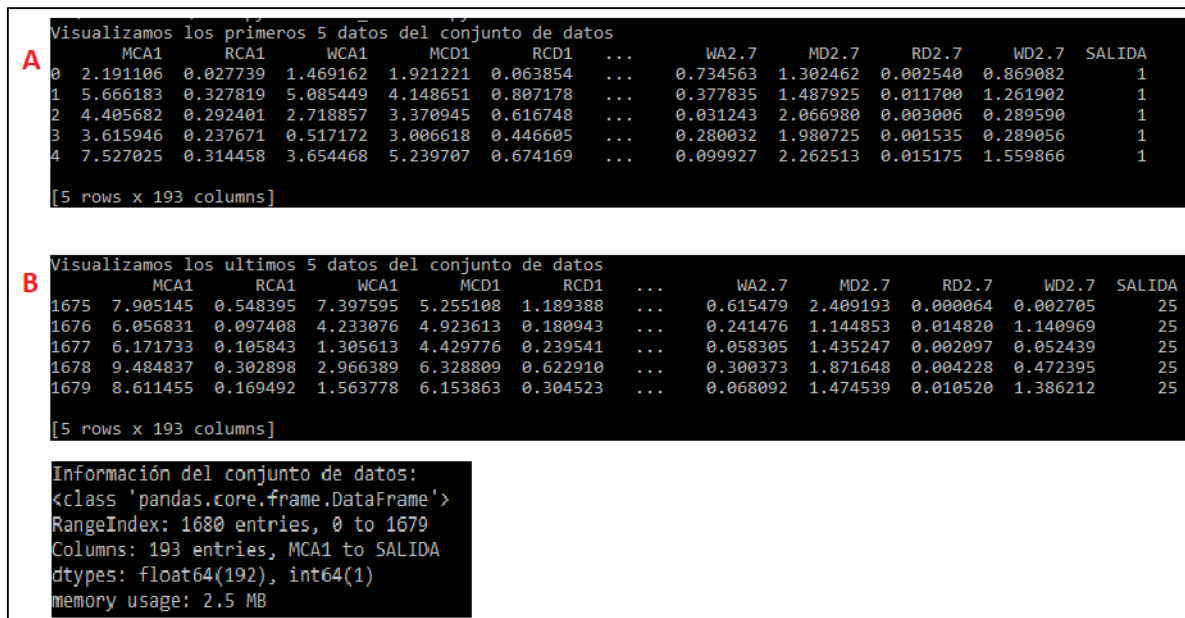 A
Visualizamos los primeros 5 datos del conjunto de datos
MCA1 RCA1 WCA1 MCD1 RCD1 ... WA2.7 MD2.7 RD2.7 WD2.7 SALIDA
0 2.191106 0.027739 1.469162 1.921221 0.063854 ... 0.734563 1.302462 0.002540 0.869082 1
1 5.666183 0.327819 5.085449 4.148651 0.807178 ... 0.377835 1.487925 0.011700 1.261902 1
2 4.405682 0.292401 2.718857 3.370945 0.616748 ... 0.031243 2.066980 0.003006 0.289590 1
3 3.615946 0.237671 0.517172 3.006618 0.446605 ... 0.280032 1.980725 0.001535 0.289056 1
4 7.527025 0.314458 3.654468 5.239707 0.674169 ... 0.099927 2.262513 0.015175 1.559866 1
[5 rows x 193 columns]
B
Visualizamos los ultimos 5 datos del conjunto de datos
MCA1 RCA1 WCA1 MCD1 RCD1 ... WA2.7 MD2.7 RD2.7 WD2.7 SALIDA
1675 7.905145 0.548395 7.397595 5.255108 1.189388 ... 0.615479 2.409193 0.000064 0.002705 25
1676 6.056831 0.097408 4.233076 4.923613 0.180943 ... 0.241476 1.144853 0.014820 1.140969 25
1677 6.171733 0.105843 1.305613 4.429776 0.239541 ... 0.058305 1.435247 0.002097 0.052439 25
1678 9.484837 0.302898 2.966389 6.328809 0.622910 ... 0.300373 1.871648 0.004228 0.472395 25
1679 8.611455 0.169492 1.563778 6.153863 0.304523 ... 0.068092 1.474539 0.010520 1.386212 25
[5 rows x 193 columns]
Información del conjunto de datos:
<class 'pandas.core.frame.DataFrame'>
RangeIndex: 1680 entries, 0 to 1679
Columns: 193 entries, MCA1 to SALIDA
dtypes: float64(192), int64(1)
memory usage: 2.5 MB